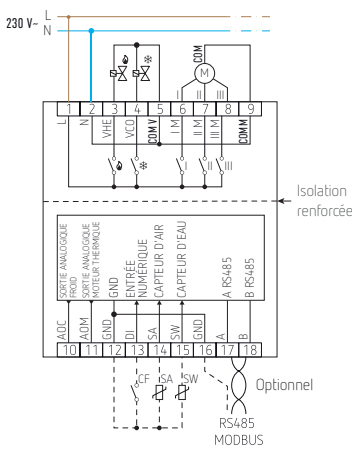 230 V~
L
N
COM
M
I
II
III
1
2
3
4
5
6
7
8
9
L
N
VHE
VCO
COM V
I M
II M
III M
COM M
I
II
III
Isolation
renforcée
SORTIE ANALOGIQUE
FROID
SORTIE ANALOGIQUE
MOTEUR THERMIQUE
GND
ENTRÉE
NUMÉRIQUE
CAPTEUR D'AIR
CAPTEUR D'EAU
A RS485
B RS485
AOC
AOM
GND
DI
SA
SW
GND
A
B
10
11
12
13
14
15
16
17
18
CF
SA
SW
Optionnel
RS485
MODBUS